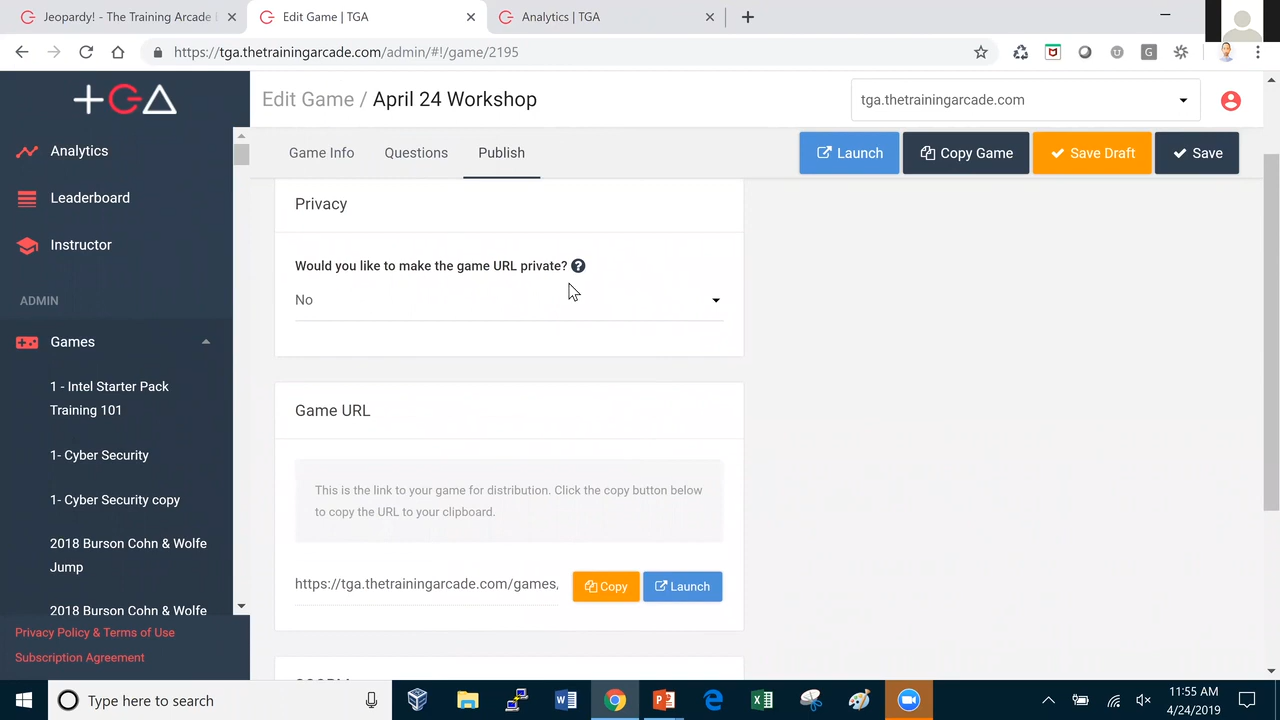 Jeopardy! - The Training Arcade
Edit Game | TGA
Analytics | TGA
https://tga.thetrainingarcade.com/admin/#!/game/2195
Edit Game / April 24 Workshop
tga.thetrainingarcade.com
Analytics
Leaderboard
Instructor
ADMIN
Games
1 - Intel Starter Pack
Training 101
1- Cyber Security
1- Cyber Security copy
2018 Burson Cohn & Wolfe
Jump
2018 Burson Cohn & Wolfe
Privacy Policy & Terms of Use
Subscription Agreement
Game Info
Questions
Publish
Launch
Copy Game
Save Draft
Save
Privacy
Would you like to make the game URL private?
No
Game URL
This is the link to your game for distribution. Click the copy button below
to copy the URL to your clipboard.
https://tga.thetrainingarcade.com/games,
Copy
Launch
Type here to search
11:55 AM
4/24/2019